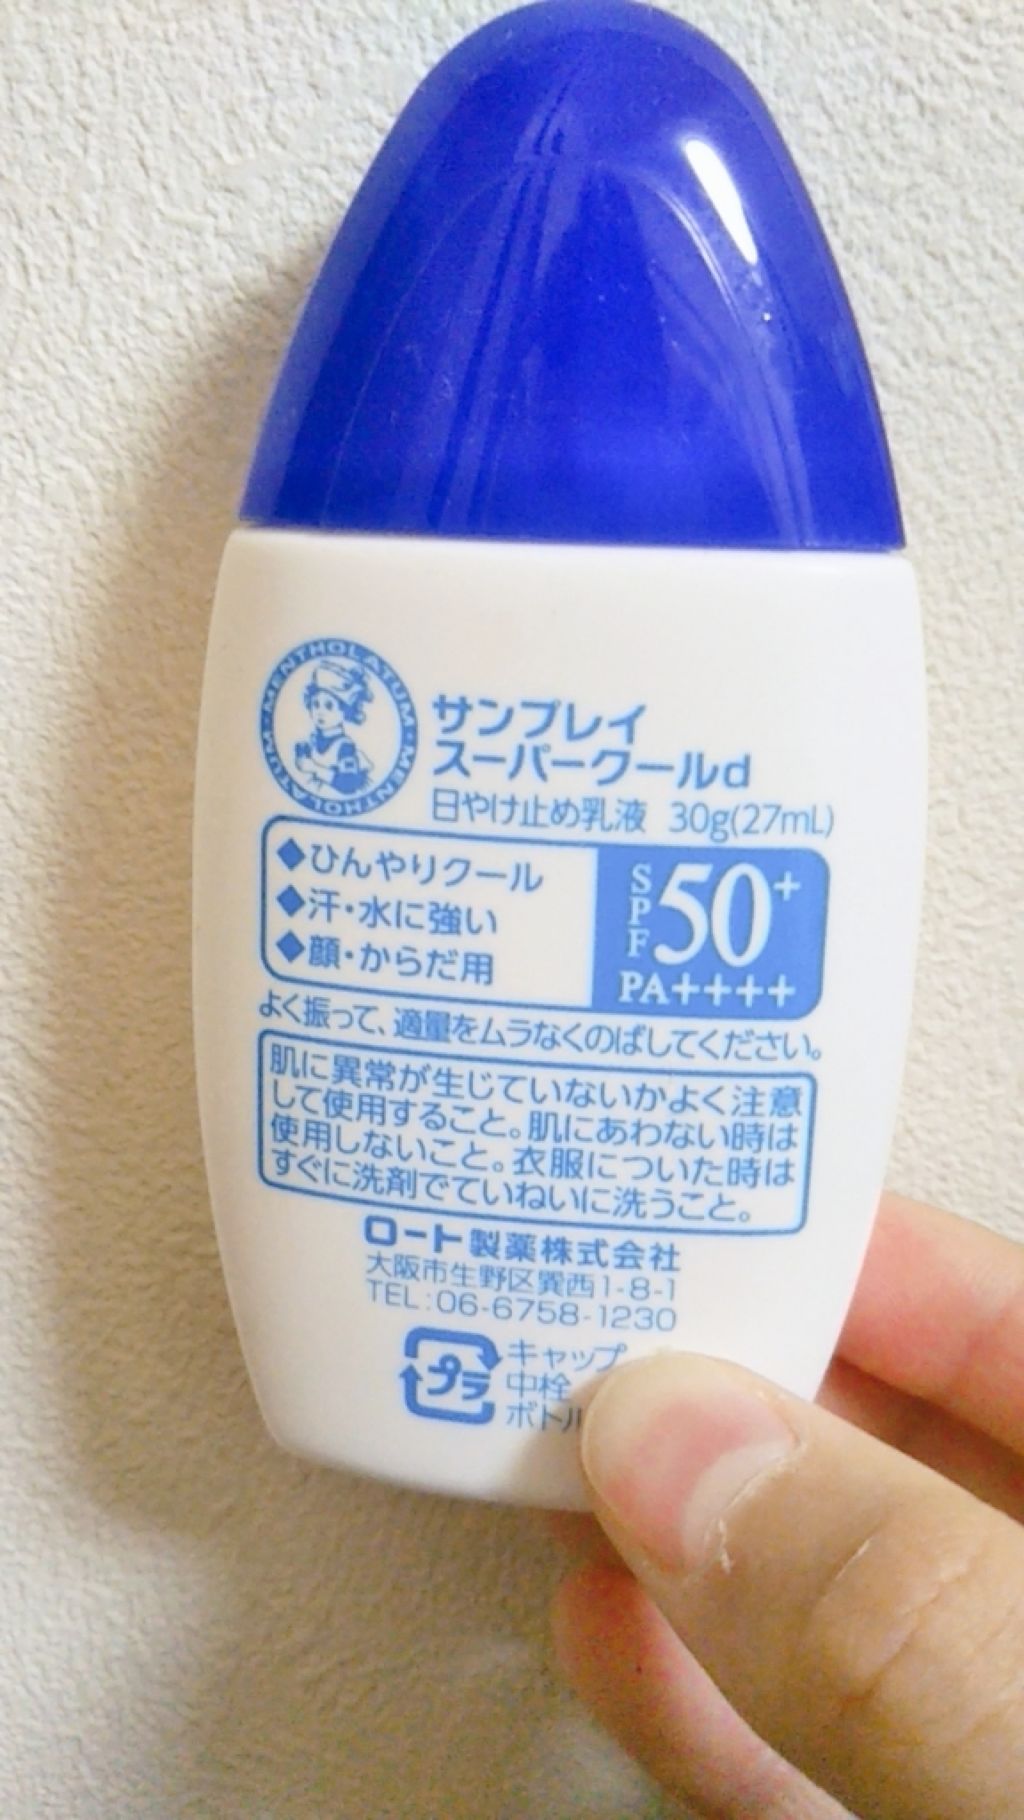 MENTHOLATUM・MENTHOLATUM・
サンプレイ
スーパークールd
日やけ止め乳液 30g(27mL)
◆ひんやりクール
◆汗・水に強い
◆顔・からだ用
SPF50+
PA++++
よく振って、適量をムラなくのばしてください。
肌に異常が生じていないかよく注意
して使用すること。肌にあわない時は
使用しないこと。衣服についた時は
すぐに洗剤でていねいに洗うこと。
ロート製薬株式会社
大阪市生野区巽西1-8-1
TEL:06-6758-1230
プラ
キャップ
中栓
ボトル